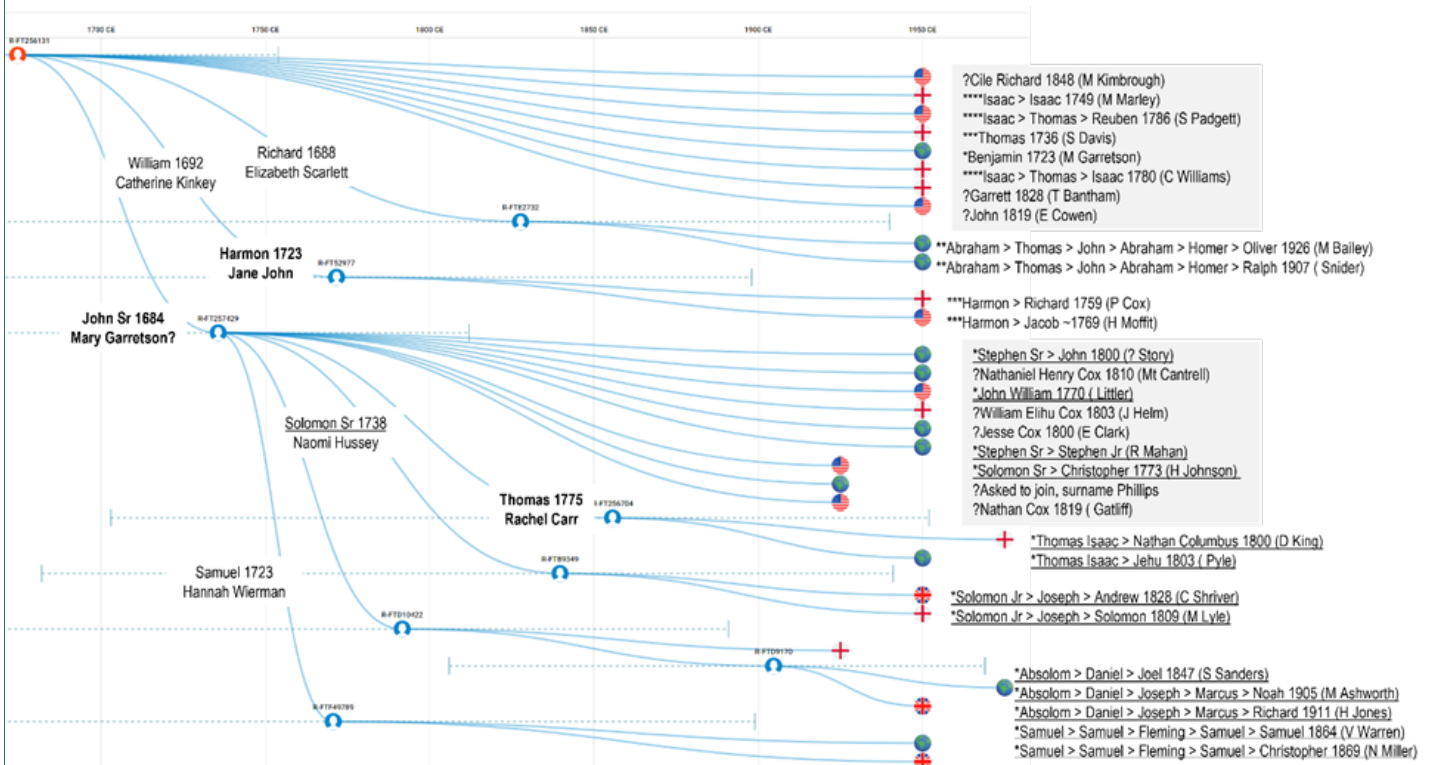 1700 CE
1750 CE
1800 CE
1850 CE
1900 CE
1950 CE
R-FT256131
?Cile Richard 1848 (M Kimbrough)
****Isaac > Isaac 1749 (M Marley)
****Isaac > Thomas > Reuben 1786 (S Padgett)
***Thomas 1736 (S Davis)
*Benjamin 1723 (M Garretson)
****Isaac > Thomas > Isaac 1780 (C Williams)
?Garrett 1828 (T Bantham)
?John 1819 (E Cowen)
William 1692
Catherine Kinkey
Richard 1688
Elizabeth Scarlett
R-FTE2732
**Abraham > Thomas > John > Abraham > Homer > Oliver 1926 (M Bailey)
**Abraham > Thomas > John > Abraham > Homer > Ralph 1907 ( Snider)
Harmon 1723
Jane John
R-FT52977
***Harmon > Richard 1759 (P Cox)
***Harmon > Jacob ~1769 (H Moffit)
John Sr 1684
Mary Garretson?
R-FT257429
*Stephen Sr > John 1800 (? Story)
?Nathaniel Henry Cox 1810 (Mt Cantrell)
*John William 1770 ( Littler)
?William Elihu Cox 1803 (J Helm)
?Jesse Cox 1800 (E Clark)
*Stephen Sr > Stephen Jr (R Mahan)
*Solomon Sr > Christopher 1773 (H Johnson)
?Asked to join, surname Phillips
?Nathan Cox 1819 ( Gatliff)
Solomon Sr 1738
Naomi Hussey
Thomas 1775
Rachel Carr
-FT256704
*Thomas Isaac > Nathan Columbus 1800 (D King)
*Thomas Isaac > Jehu 1803 ( Pyle)
R-FT89349
*Solomon Jr > Joseph > Andrew 1828 (C Shriver)
*Solomon Jr > Joseph > Solomon 1809 (M Lyle)
Samuel 1723
Hannah Wierman
R-FTD10422
R-FTD9170
*Absolom > Daniel > Joel 1847 (S Sanders)
*Absolom > Daniel > Joseph > Marcus > Noah 1905 (M Ashworth)
*Absolom > Daniel > Joseph > Marcus > Richard 1911 (H Jones)
*Samuel > Samuel > Fleming > Samuel > Samuel 1864 (V Warren)
*Samuel > Samuel > Fleming > Samuel > Christopher 1869 (N Miller)
R-FTF49789